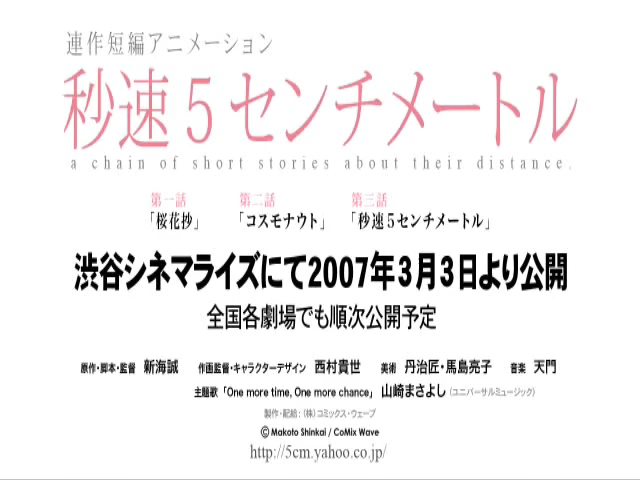 連作短編アニメーション
秒速5センチメートル
a chain of short stories about their distance.
第一話 第二話 第三話
「桜花抄」 「コスモナウト」 「秒速5センチメートル」
渋谷シネマライズにて2007年3月3日より公開
全国各劇場でも順次公開予定
原作・脚本・監督 新海誠 作画監督・キャラクターデザイン 西村貴世 美術 丹治匠・馬島亮子 音楽 天門
主題歌 「One more time, One more chance」 山崎まさよし (ユニバーサルミュージック)
製作・配給:(株)コミックス・ウェーブ
©Makoto Shinkai / CoMix Wave
http://5cm.yahoo.co.jp/